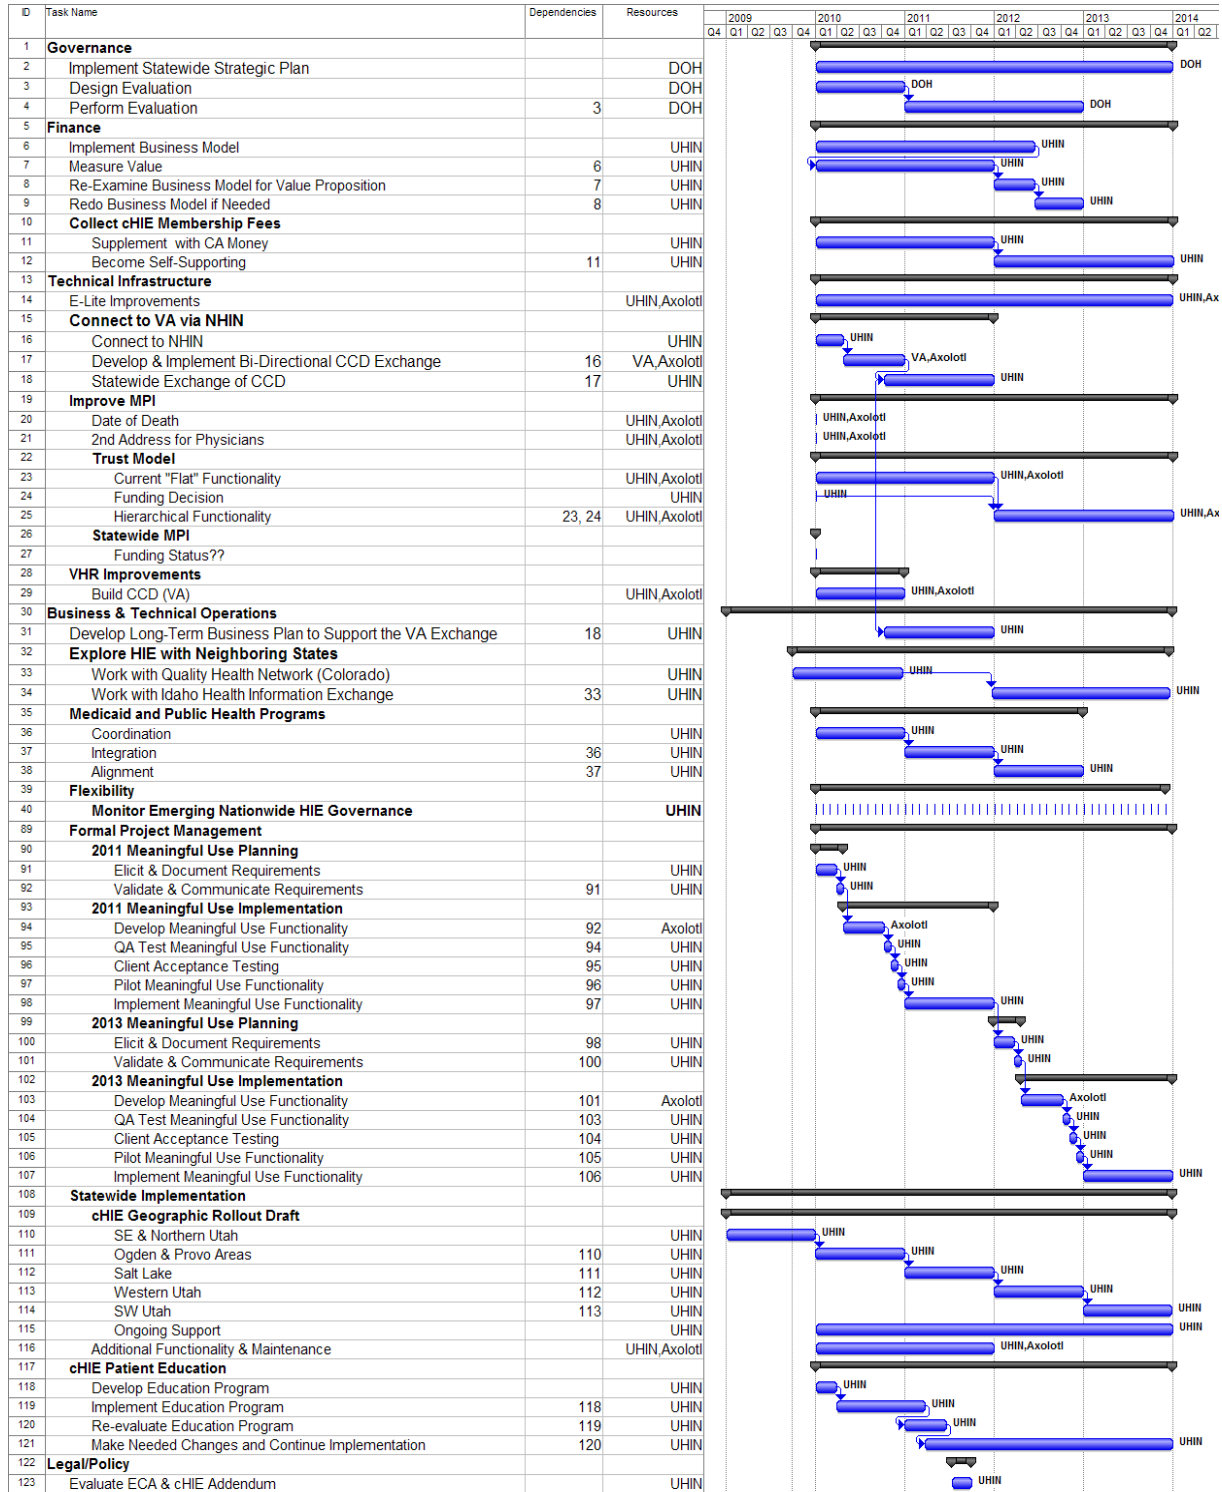 ID Task Name Dependencies Resources 2009 2010 2011 2012 2013 2014
Q4 Q1 Q2 Q3 Q4 Q1 Q2 Q3 Q4 Q1 Q2 Q3 Q4 Q1 Q2 Q3 Q4 Q1 Q2 Q3 Q4 Q1 Q2
1 Governance
2 Implement Statewide Strategic Plan DOH DOH
3 Design Evaluation DOH DOH
4 Perform Evaluation 3 DOH DOH
5 Finance
6 Implement Business Model UHIN UHIN
7 Measure Value 6 UHIN UHIN
8 Re-Examine Business Model for Value Proposition 7 UHIN UHIN
9 Redo Business Model if Needed 8 UHIN UHIN
10 Collect cHIE Membership Fees
11 Supplement with CA Money UHIN UHIN
12 Become Self-Supporting 11 UHIN UHIN
13 Technical Infrastructure
14 E-Lite Improvements UHIN,Axolotl UHIN,Ax
15 Connect to VA via NHIN
16 Connect to NHIN UHIN UHIN
17 Develop & Implement Bi-Directional CCD Exchange 16 VA,Axolotl VA,Axolotl
18 Statewide Exchange of CCD 17 UHIN UHIN
19 Improve MPI
20 Date of Death UHIN,Axolotl UHIN,Axolotl
21 2nd Address for Physicians UHIN,Axolotl UHIN,Axolotl
22 Trust Model
23 Current "Flat" Functionality UHIN,Axolotl UHIN,Axolotl
24 Funding Decision UHIN UHIN
25 Hierarchical Functionality 23, 24 UHIN,Axolotl UHIN,Ax
26 Statewide MPI
27 Funding Status??
28 VHR Improvements
29 Build CCD (VA) UHIN,Axolotl UHIN,Axolotl
30 Business & Technical Operations
31 Develop Long-Term Business Plan to Support the VA Exchange 18 UHIN UHIN
32 Explore HIE with Neighboring States
33 Work with Quality Health Network (Colorado) UHIN UHIN
34 Work with Idaho Health Information Exchange 33 UHIN UHIN
35 Medicaid and Public Health Programs
36 Coordination UHIN UHIN
37 Integration 36 UHIN UHIN
38 Alignment 37 UHIN UHIN
39 Flexibility
40 Monitor Emerging Nationwide HIE Governance UHIN
89 Formal Project Management
90 2011 Meaningful Use Planning
91 Elicit & Document Requirements UHIN UHIN
92 Validate & Communicate Requirements 91 UHIN UHIN
93 2011 Meaningful Use Implementation
94 Develop Meaningful Use Functionality 92 Axolotl Axolotl
95 QA Test Meaningful Use Functionality 94 UHIN UHIN
96 Client Acceptance Testing 95 UHIN UHIN
97 Pilot Meaningful Use Functionality 96 UHIN UHIN
98 Implement Meaningful Use Functionality 97 UHIN UHIN
99 2013 Meaningful Use Planning
100 Elicit & Document Requirements 98 UHIN UHIN
101 Validate & Communicate Requirements 100 UHIN UHIN
102 2013 Meaningful Use Implementation
103 Develop Meaningful Use Functionality 101 Axolotl Axolotl
104 QA Test Meaningful Use Functionality 103 UHIN UHIN
105 Client Acceptance Testing 104 UHIN UHIN
106 Pilot Meaningful Use Functionality 105 UHIN UHIN
107 Implement Meaningful Use Functionality 106 UHIN UHIN
108 Statewide Implementation
109 cHIE Geographic Rollout Draft
110 SE & Northern Utah UHIN UHIN
111 Ogden & Provo Areas 110 UHIN UHIN
112 Salt Lake 111 UHIN UHIN
113 Western Utah 112 UHIN UHIN
114 SW Utah 113 UHIN UHIN
115 Ongoing Support UHIN UHIN
116 Additional Functionality & Maintenance UHIN,Axolotl UHIN,Axolotl
117 cHIE Patient Education
118 Develop Education Program UHIN UHIN
119 Implement Education Program 118 UHIN UHIN
120 Re-evaluate Education Program 119 UHIN UHIN
121 Make Needed Changes and Continue Implementation 120 UHIN UHIN
122 Legal/Policy
123 Evaluate ECA & cHIE Addendum UHIN UHIN